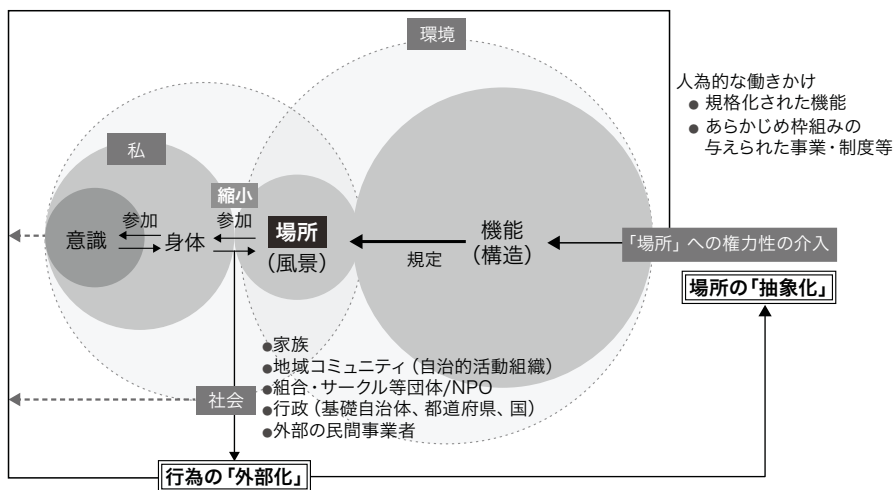 環境
人為的な働きかけ
● 規格化された機能
● あらかじめ枠組みの
与えられた事業・制度等
私
縮小
意識
参加
身体
参加
場所
(風景)
規定
機能
(構造)
「場所」への権力性の介入
場所の「抽象化」
●家族
●地域コミュニティ(自治的活動組織)
●組合・サークル等団体/NPO
●行政(基礎自治体、都道府県、国)
●外部の民間事業者
社会
行為の「外部化」